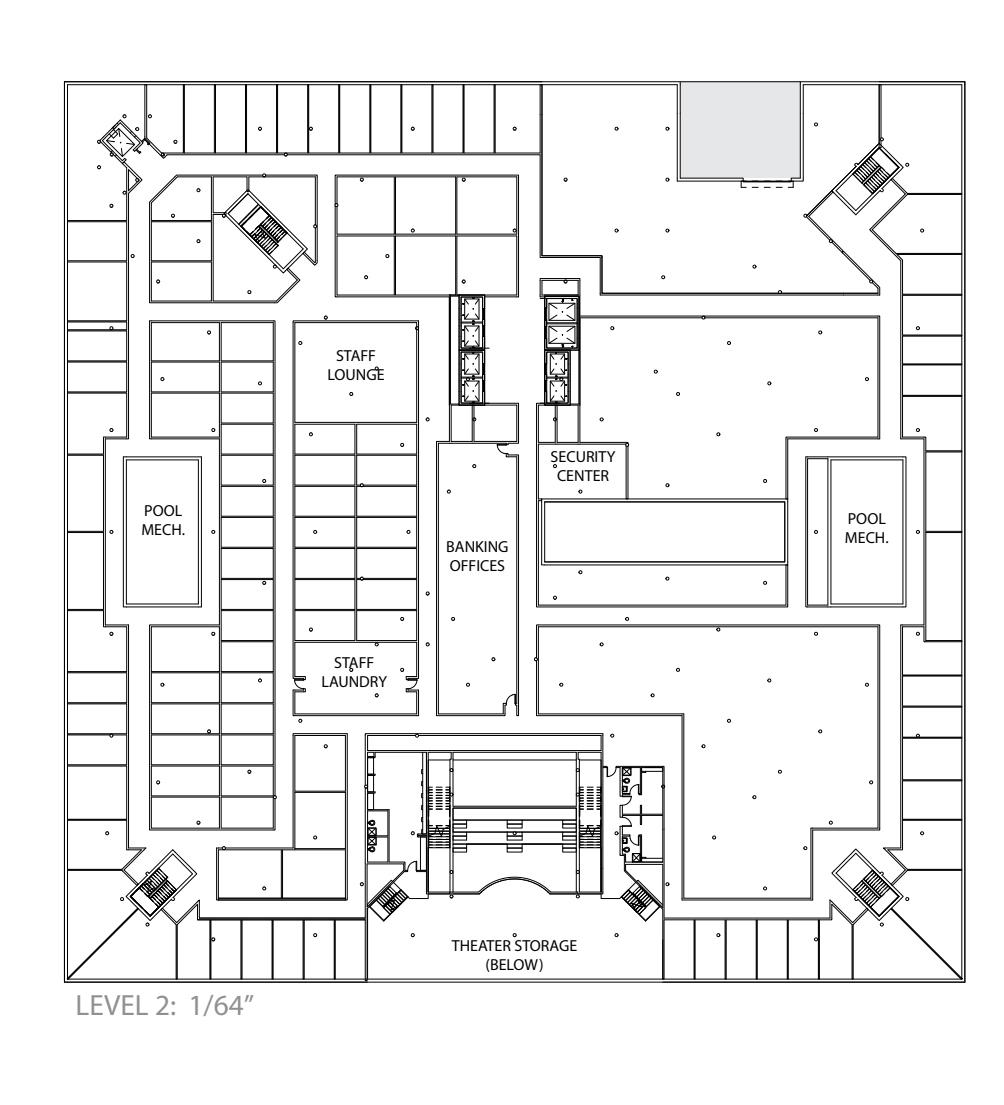 STAFF
LOUNGE
SECURITY
CENTER
POOL
MECH.
POOL
MECH.
BANKING
OFFICES
STAFF
LAUNDRY
THEATER STORAGE
(BELOW)
LEVEL 2: 1/64”